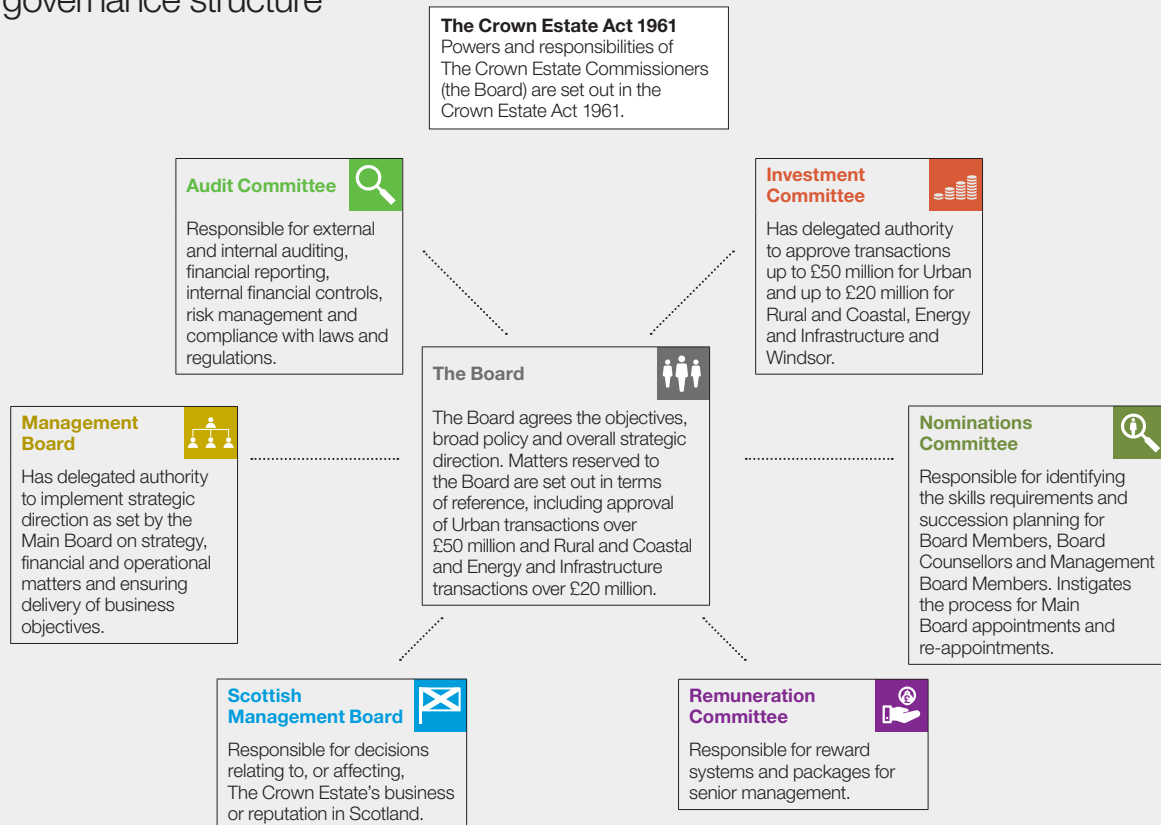 governance structure
The Crown Estate Act 1961
Powers and responsibilities of
The Crown Estate Commissioners
(the Board) are set out in the
Crown Estate Act 1961.
Audit Committee
Responsible for external
and internal auditing,
financial reporting,
internal financial controls,
risk management and
compliance with laws and
regulations.
Investment
Committee
Has delegated authority
to approve transactions
up to £50 million for Urban
and up to £20 million for
Rural and Coastal, Energy
and Infrastructure and
Windsor.
The Board
The Board agrees the objectives,
broad policy and overall strategic
direction. Matters reserved to
the Board are set out in terms
of reference, including approval
of Urban transactions over
£50 million and Rural and Coastal
and Energy and Infrastructure
transactions over £20 million.
Management
Board
Has delegated authority
to implement strategic
direction as set by the
Main Board on strategy,
financial and operational
matters and ensuring
delivery of business
objectives.
Nominations
Committee
Responsible for identifying
the skills requirements and
succession planning for
Board Members, Board
Counsellors and Management
Board Members. Instigates
the process for Main
Board appointments and
re-appointments.
Scottish
Management Board
Responsible for decisions
relating to, or affecting,
The Crown Estate's business
or reputation in Scotland.
Remuneration
Committee
Responsible for reward
systems and packages for
senior management.